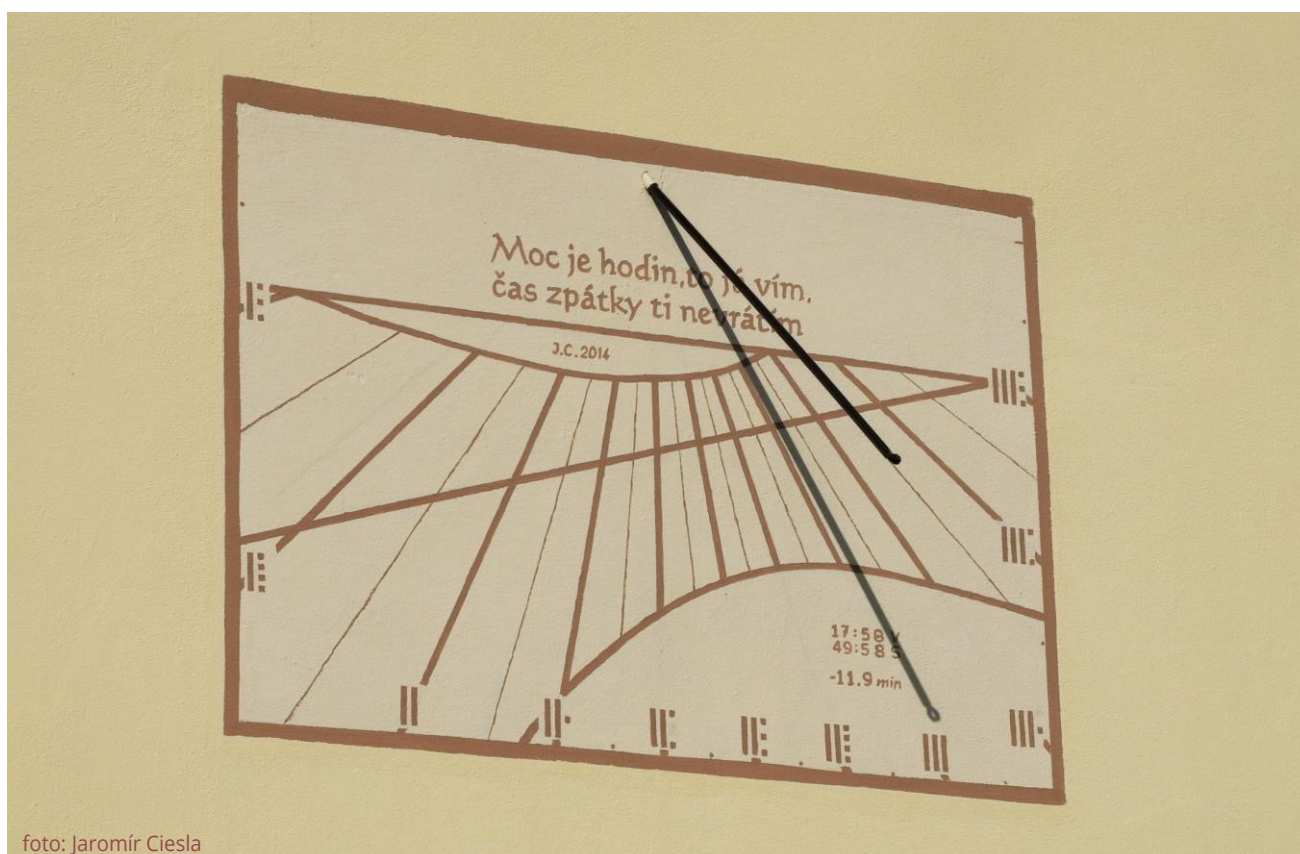 Moc je hodin,to já vím,
čas zpátky ti nevrátím
J.C.2014
17:58 V
49:58 S
-11.9 min
foto: Jaromír Ciesla